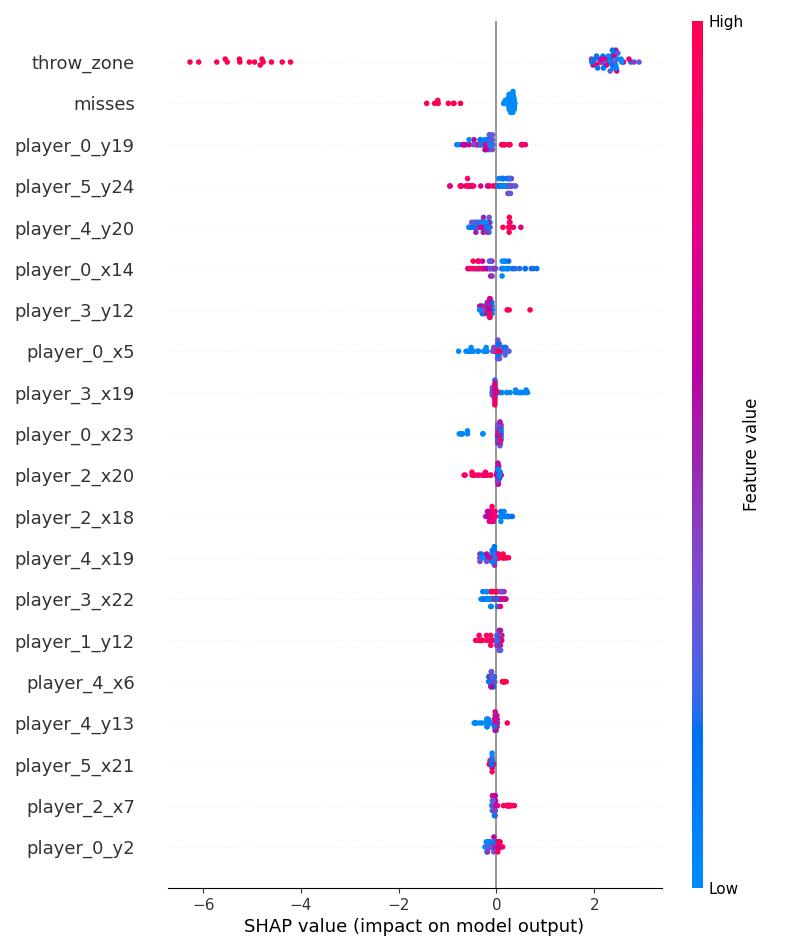 High
throw_zone
misses
player_0_y19
player_5_y24
player_4_y20
player_0_x14
player_3_y12
player_0_x5
player_3_x19
player_0_x23
player_2_x20
player_2_x18
player_4_x19
player_3_x22
player_1_y12
player_4_x6
player_4_y13
player_5_x21
player_2_x7
player_0_y2
Feature value
Low
−6 −4 −2 0 2
SHAP value (impact on model output)